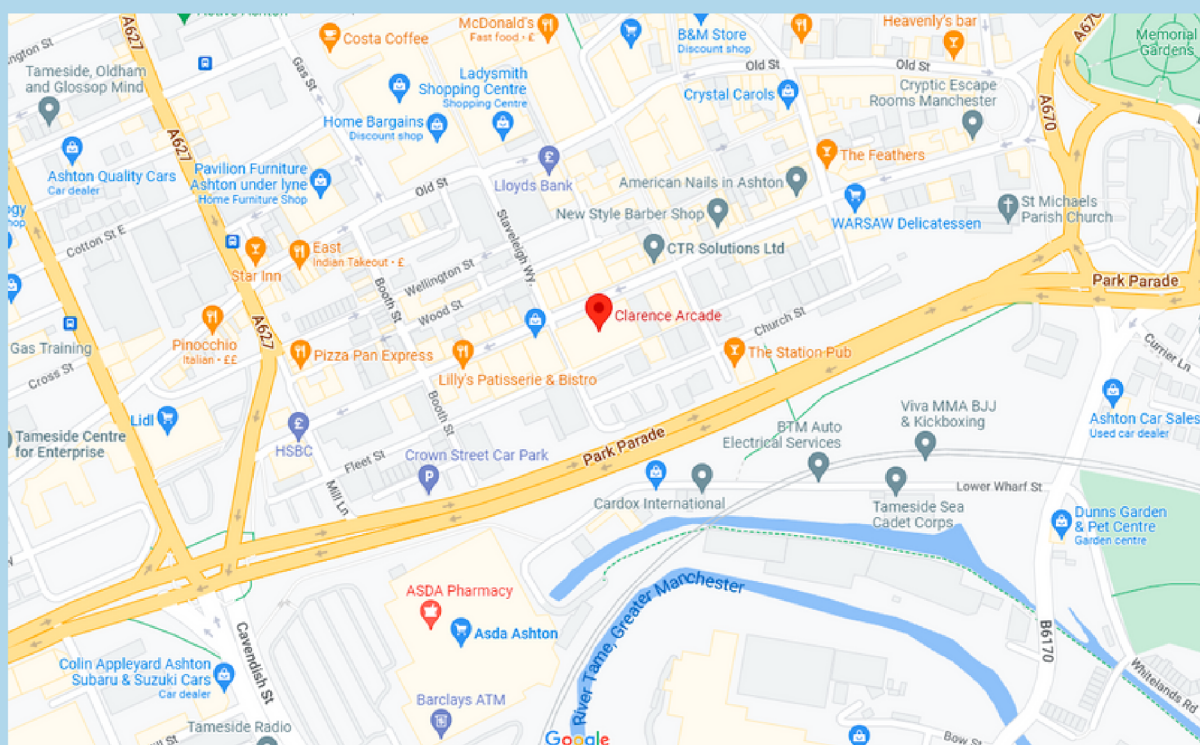 A627
McDonald's
Fast food · £
Costa Coffee
B&M Store
Discount shop
Heavenly's bar
A670
Memorial
Gardens
ington St
Gas St
Old St
Old St
Tameside, Oldham
and Glossop Mind
Ladysmith
Shopping Centre
Shopping Centre
Crystal Carols
Cryptic Escape
Rooms Manchester
A670
Home Bargains
Discount shop
A627
Ashton Quality Cars
Car dealer
Pavilion Furniture
Ashton under lyne
Home Furniture Shop
Lloyds Bank
The Feathers
American Nails in Ashton
Old St
New Style Barber Shop
WARSAW Delicatessen
St Michaels
Parish Church
ogy
hop
Cotton St E
Staveleigh Wy.
CTR Solutions Ltd
East
Indian Takeout · £
Star Inn
Wellington St
Booth St
Wood St
Park Parade
Clarence Arcade
Church St
A627
Pinocchio
Italian · ££
Gas Training
Pizza Pan Express
The Station Pub
Currier Ln
Cross St
Lilly's Patisserie & Bistro
Booth St
Lidl
Viva MMA BJJ
& Kickboxing
Ashton Car Sales
Used car dealer
Tameside Centre
for Enterprise
HSBC
Park Parade
BTM Auto
Electrical Services
Fleet St
Crown Street Car Park
Mill Ln
Cardox International
Lower Wharf St
Tameside Sea
Cadet Corps
Dunns Garden
& Pet Centre
Garden centre
ASDA Pharmacy
River Tame, Greater Manchester
Asda Ashton
B6170
Cavendish St
Colin Appleyard Ashton
Subaru & Suzuki Cars
Car dealer
Whitelands Rd
Barclays ATM
Tameside Radio
Google
Bow St